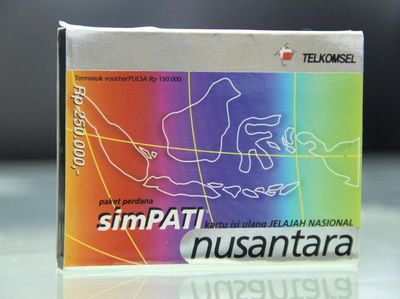 TELKOMSEL
Termasuk voucherPULSA Rp 150.000,-
Rp 250.000,-
paket perdana
simPATI
kartu isi ulang JELAJAH NASIONAL
nusantara